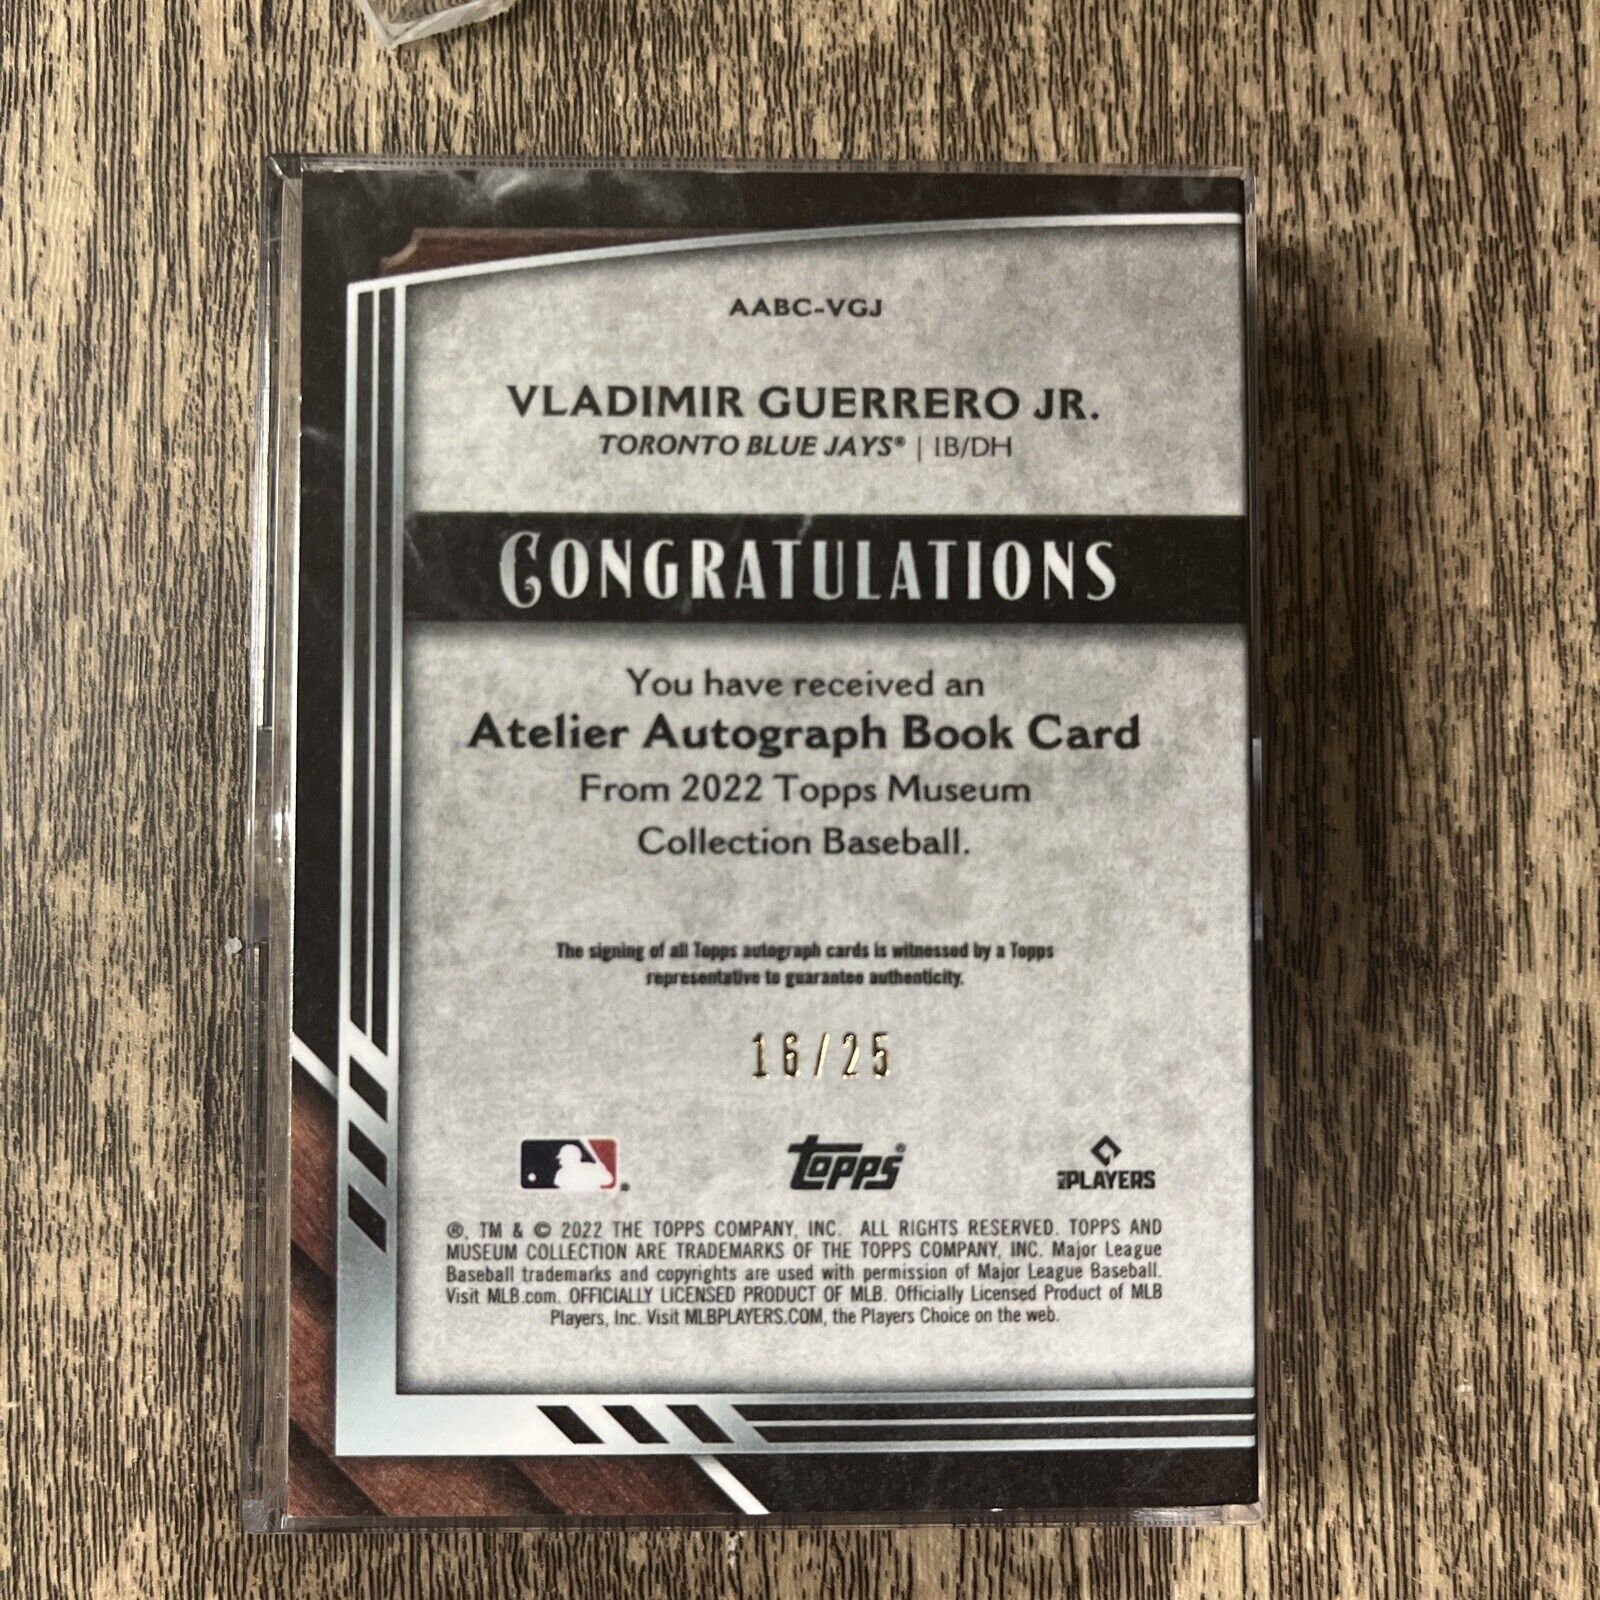 AABC-VGJ
VLADIMIR GUERRERO JR.
TORONTO BLUE JAYS® | 1B/DH
CONGRATULATIONS
You have received an
Atelier Autograph Book Card
From 2022 Topps Museum
Collection Baseball.
The signing of all Topps autograph cards is witnessed by a Topps
representative to guarantee authenticity.
16/25
topps® PLAYERS
®, TM & © 2022 THE TOPPS COMPANY, INC. ALL RIGHTS RESERVED. TOPPS AND
MUSEUM COLLECTION ARE TRADEMARKS OF THE TOPPS COMPANY, INC. Major League
Baseball trademarks and copyrights are used with permission of Major League Baseball.
Visit MLB.com. OFFICIALLY LICENSED PRODUCT OF MLB. Officially Licensed Product of MLB
Players, Inc. Visit MLBPLAYERS.COM, the Players Choice on the web.